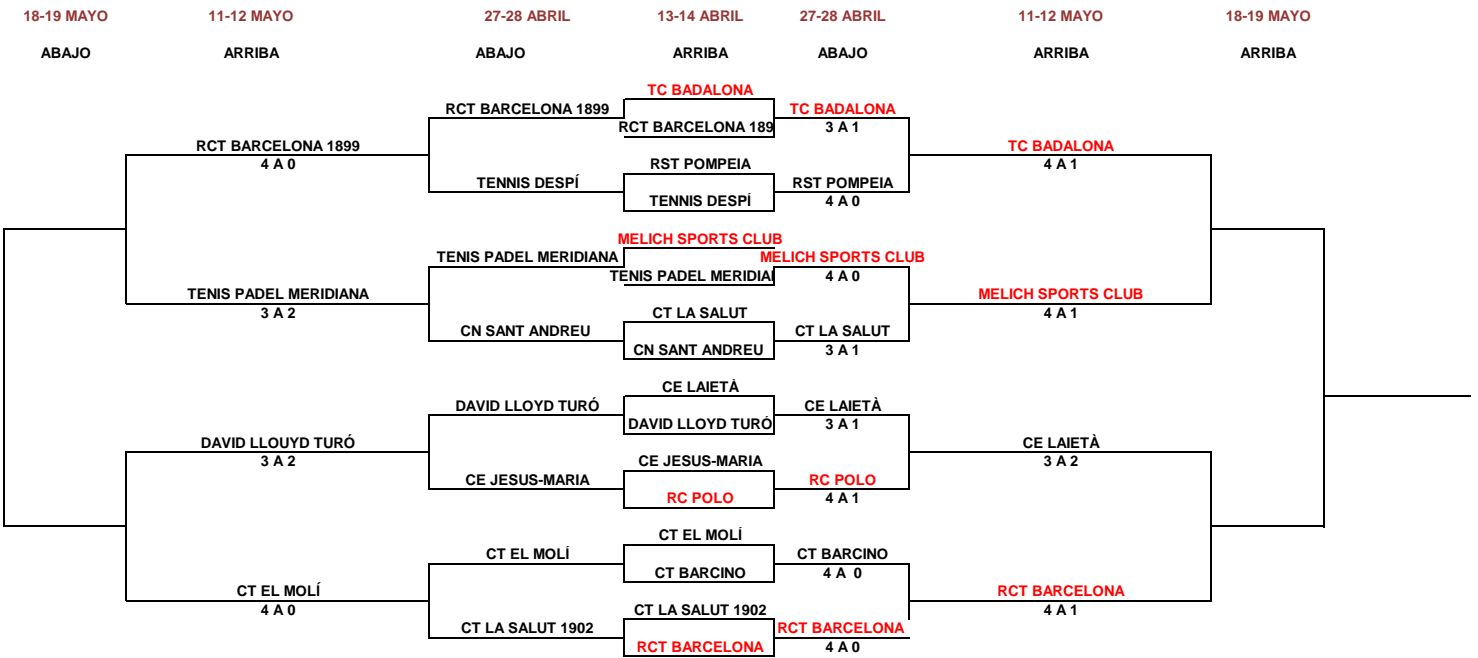 18-19 MAYO 11-12 MAYO 27-28 ABRIL 13-14 ABRIL 27-28 ABRIL 11-12 MAYO 18-19 MAYO
ABAJO ARRIBA ABAJO ARRIBA ABAJO ARRIBA ARRIBA
TC BADALONA
RCT BARCELONA 1899 TC BADALONA
RCT BARCELONA 189 3 A 1
RCT BARCELONA 1899 TC BADALONA
4 A 0 RST POMPEIA 4 A 1
TENNIS DESPÍ RST POMPEIA
TENNIS DESPÍ 4 A 0
MELICH SPORTS CLUB
TENIS PADEL MERIDIANA MELICH SPORTS CLUB
TENIS PADEL MERIDIAI 4 A 0
TENIS PADEL MERIDIANA MELICH SPORTS CLUB
3 A 2 CT LA SALUT 4 A 1
CN SANT ANDREU CT LA SALUT
CN SANT ANDREU 3 A 1
CE LAIETÀ
DAVID LLOYD TURÓ CE LAIETÀ
DAVID LLOYD TURÓ 3 A 1
DAVID LLOUYD TURÓ CE LAIETÀ
3 A 2 CE JESUS-MARIA 3 A 2
CE JESUS-MARIA RC POLO
RC POLO 4 A 1
CT EL MOLÍ
CT EL MOLÍ CT BARCINO
CT BARCINO 4 A 0
CT EL MOLÍ RCT BARCELONA
4 A 0 CT LA SALUT 1902 4 A 1
CT LA SALUT 1902 RCT BARCELONA
RCT BARCELONA 4 A 0